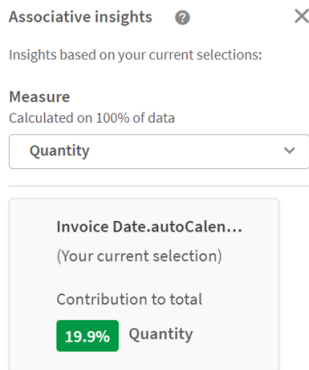 Associative insights ?
Insights based on your current selections:
Measure
Calculated on 100% of data
Quantity
Invoice Date.autoCalen...
(Your current selection)
Contribution to total
19.9% Quantity